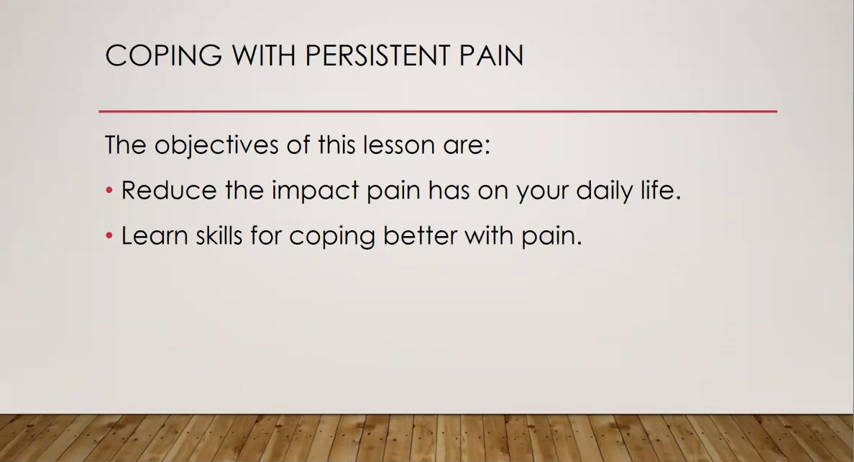 COPING WITH PERSISTENT PAIN
The objectives of this lesson are:
• Reduce the impact pain has on your daily life.
• Learn skills for coping better with pain.